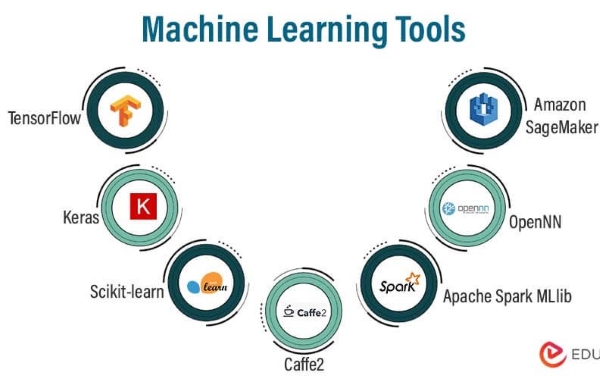 Machine Learning Tools
TensorFlow
Amazon
SageMaker
Keras
K
opennn
OpenNN
Scikit-learn
learn
Spark
Apache Spark MLlib
Caffe2
Caffe2
EDU